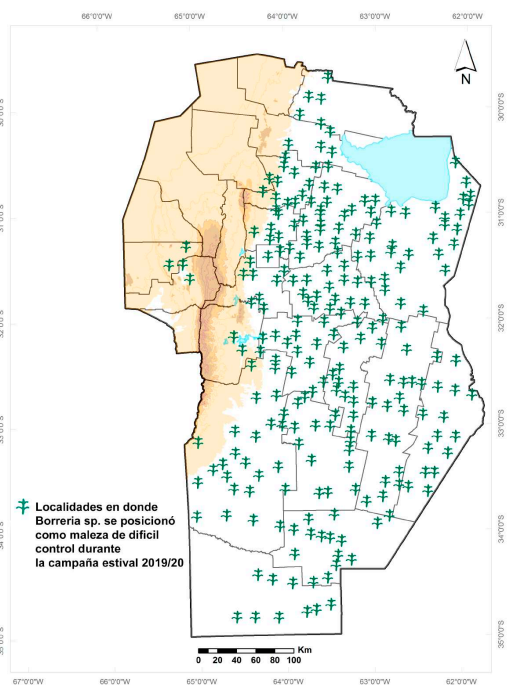 66°0'0"O 65°0'0"O 64°0'0"O 63°0'0"O 62°0'0"O
N
30°0'0"S
31°0'0"S
32°0'0"S
33°0'0"S
34°0'0"S
35°0'0"S
Localidades en donde
Borreria sp. se posicionó
como maleza de dificil
control durante
la campaña estival 2019/20
Km
0 20 40 60 80 100
67°0'0"O 66°0'0"O 65°0'0"O 64°0'0"O 63°0'0"O 62°0'0"O